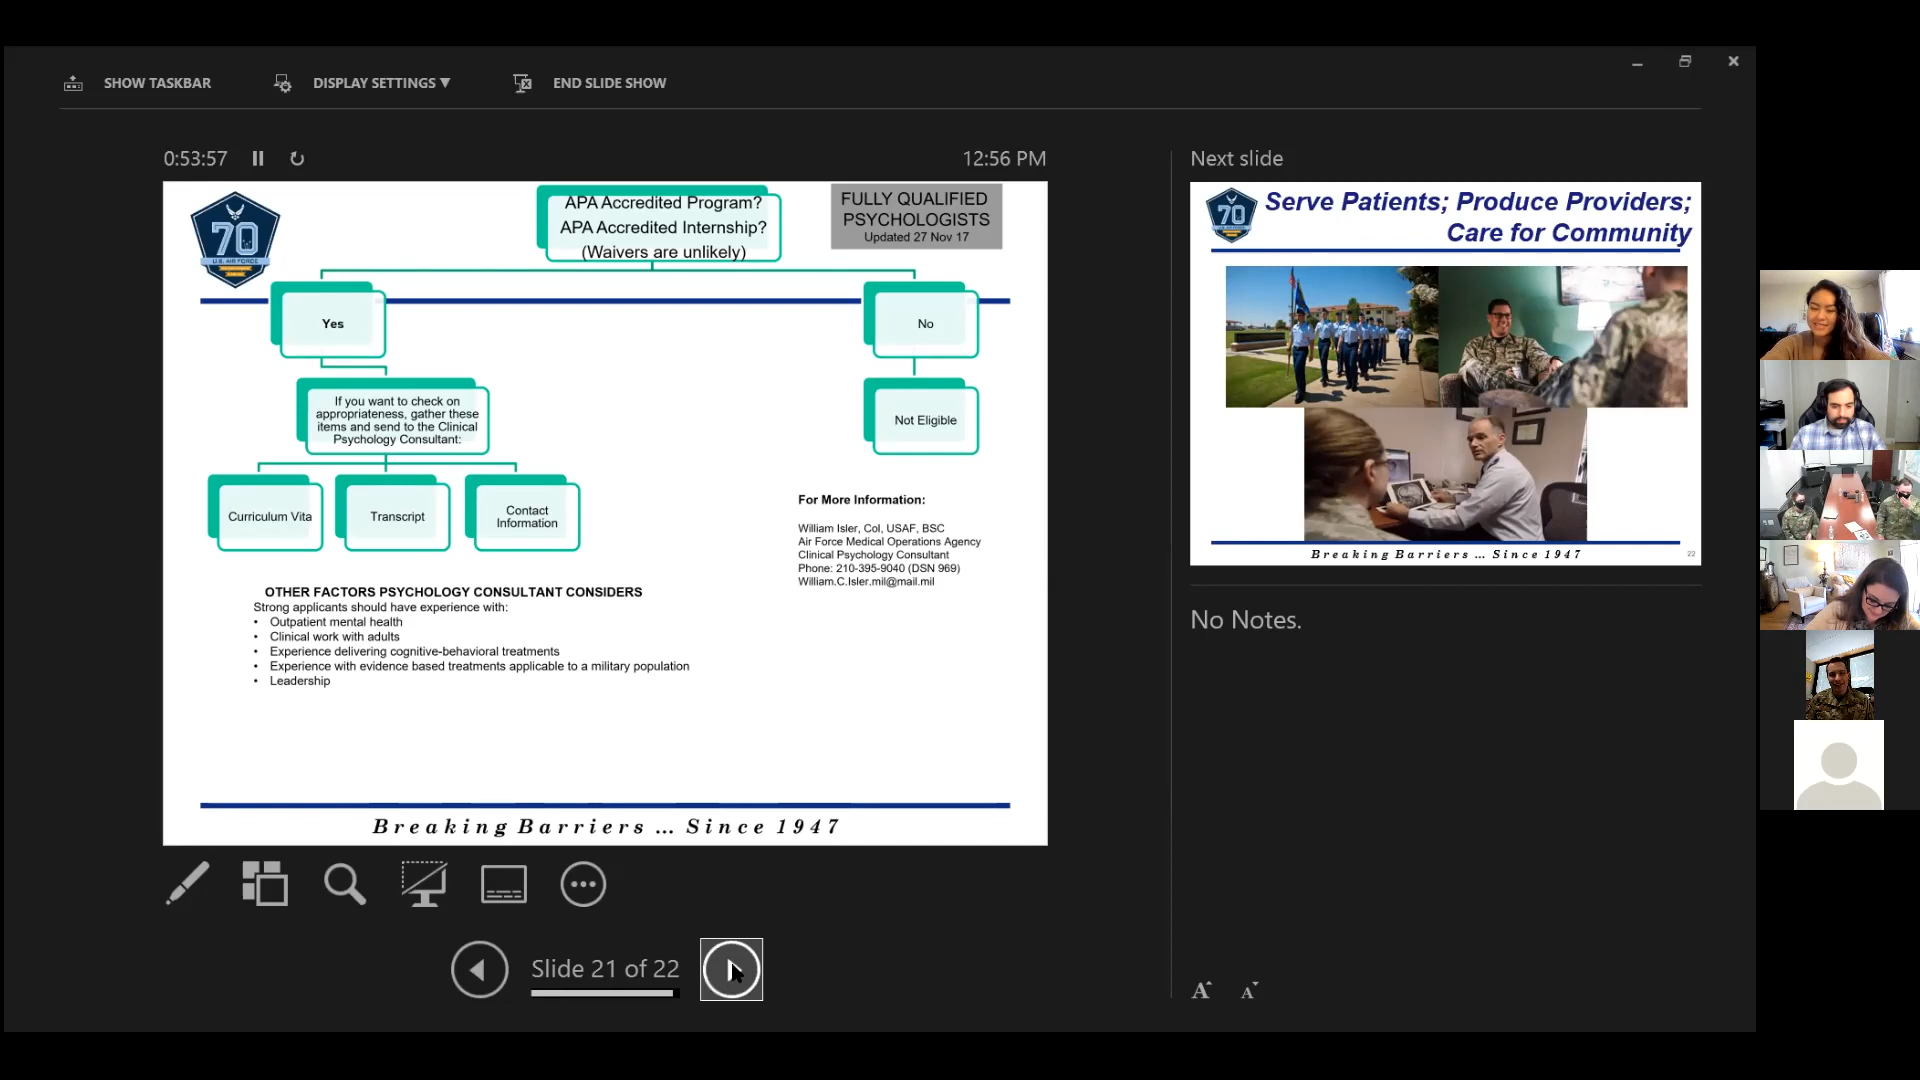 SHOW TASKBAR
DISPLAY SETTINGS ▼
END SLIDE SHOW
0:53:57
12:56 PM
70
U.S. AIR FORCE
APA Accredited Program?
APA Accredited Internship?
(Waivers are unlikely)
FULLY QUALIFIED
PSYCHOLOGISTS
Updated 27 Nov 17
Yes
No
If you want to check on
appropriateness, gather these
items and send to the Clinical
Psychology Consultant:
Not Eligible
Curriculum Vita
Transcript
Contact
Information
For More Information:
William Isler, Col, USAF, BSC
Air Force Medical Operations Agency
Clinical Psychology Consultant
Phone: 210-395-9040 (DSN 969)
William.C.Isler.mil@mail.mil
OTHER FACTORS PSYCHOLOGY CONSULTANT CONSIDERS
Strong applicants should have experience with:
• Outpatient mental health
• Clinical work with adults
• Experience delivering cognitive-behavioral treatments
• Experience with evidence based treatments applicable to a military population
• Leadership
Breaking Barriers ... Since 1947
Slide 21 of 22
Next slide
70
Serve Patients; Produce Providers;
Care for Community
Breaking Barriers ... Since 1947
22
No Notes.
A
A